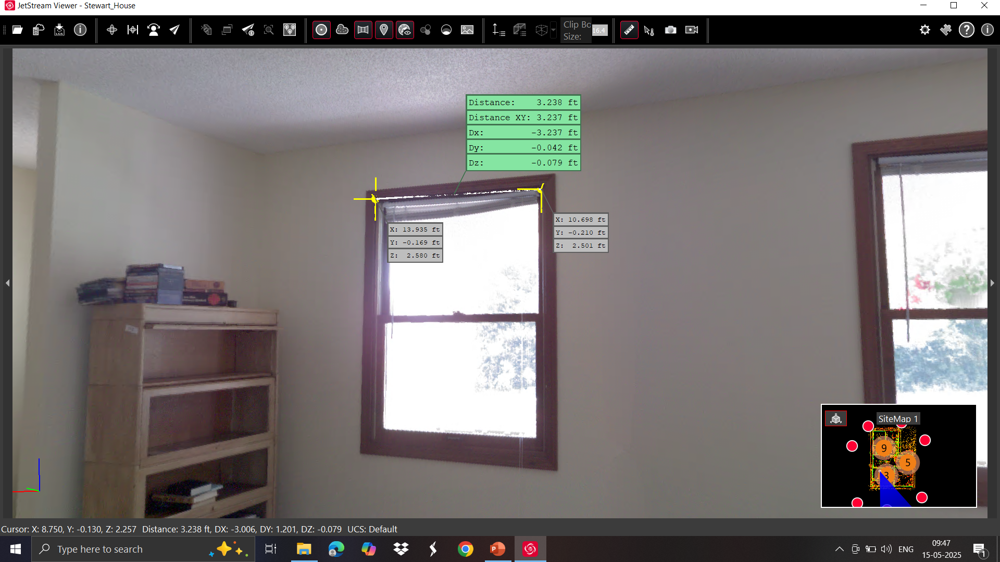 JetStream Viewer - Stewart_House
LGS
Clip Bo
Size:
16.4
Distance: 3.238 ft
Distance XY: 3.237 ft
Dx: -3.237 ft
Dy: -0.042 ft
Dz: -0.079 ft
X: 13.935 ft
Y: -0.169 ft
Z: 2.580 ft
X: 10.698 ft
Y: -0.210 ft
Z: 2.501 ft
SiteMap 1
9
5
3
Cursor: X: 8.750, Y: -0.130, Z: 2.257 Distance: 3.238 ft, DX: -3.006, DY: 1.201, DZ: -0.079 UCS: Default
Type here to search
ENG
09:47
15-05-2025
1